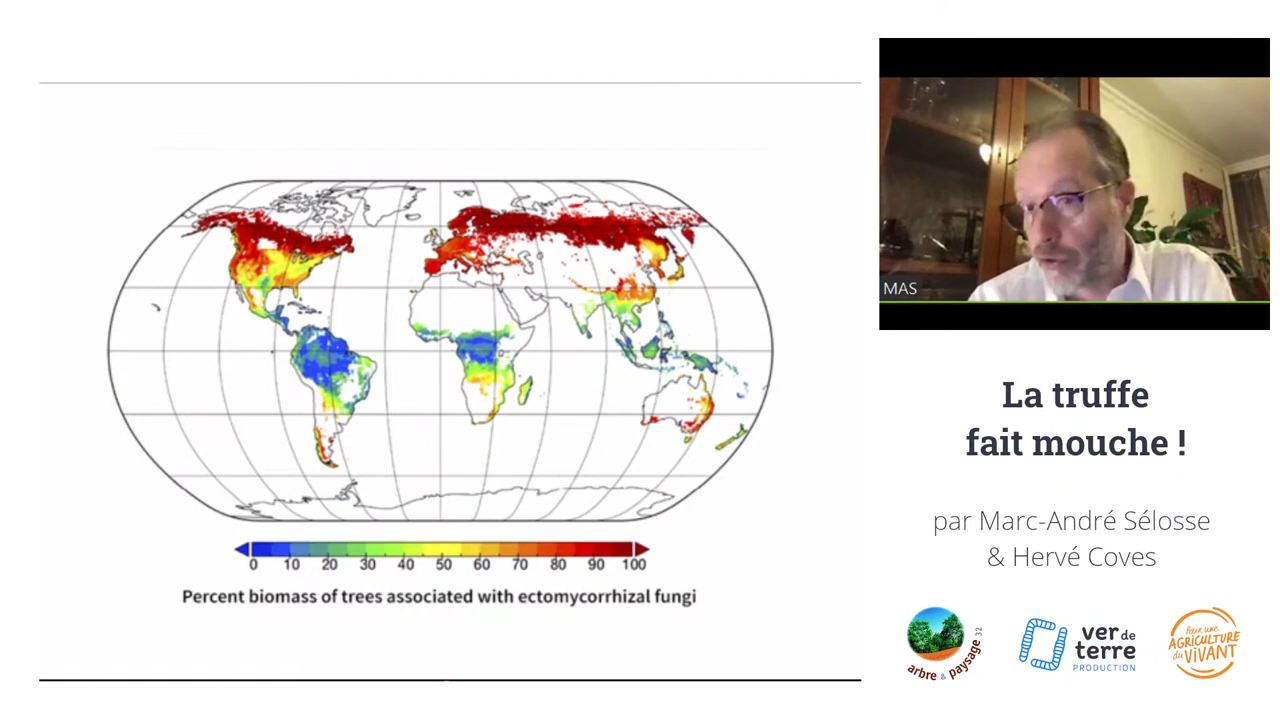 0 10 20 30 40 50 60 70 80 90 100
Percent biomass of trees associated with ectomycorrhizal fungi
MAS
La truffe
fait mouche !
par Marc-André Sélosse
& Hervé Coves
arbre & paysage 32
ver de
terre
PRODUCTION
Pour une
AGRICULTURE
du VIVANT